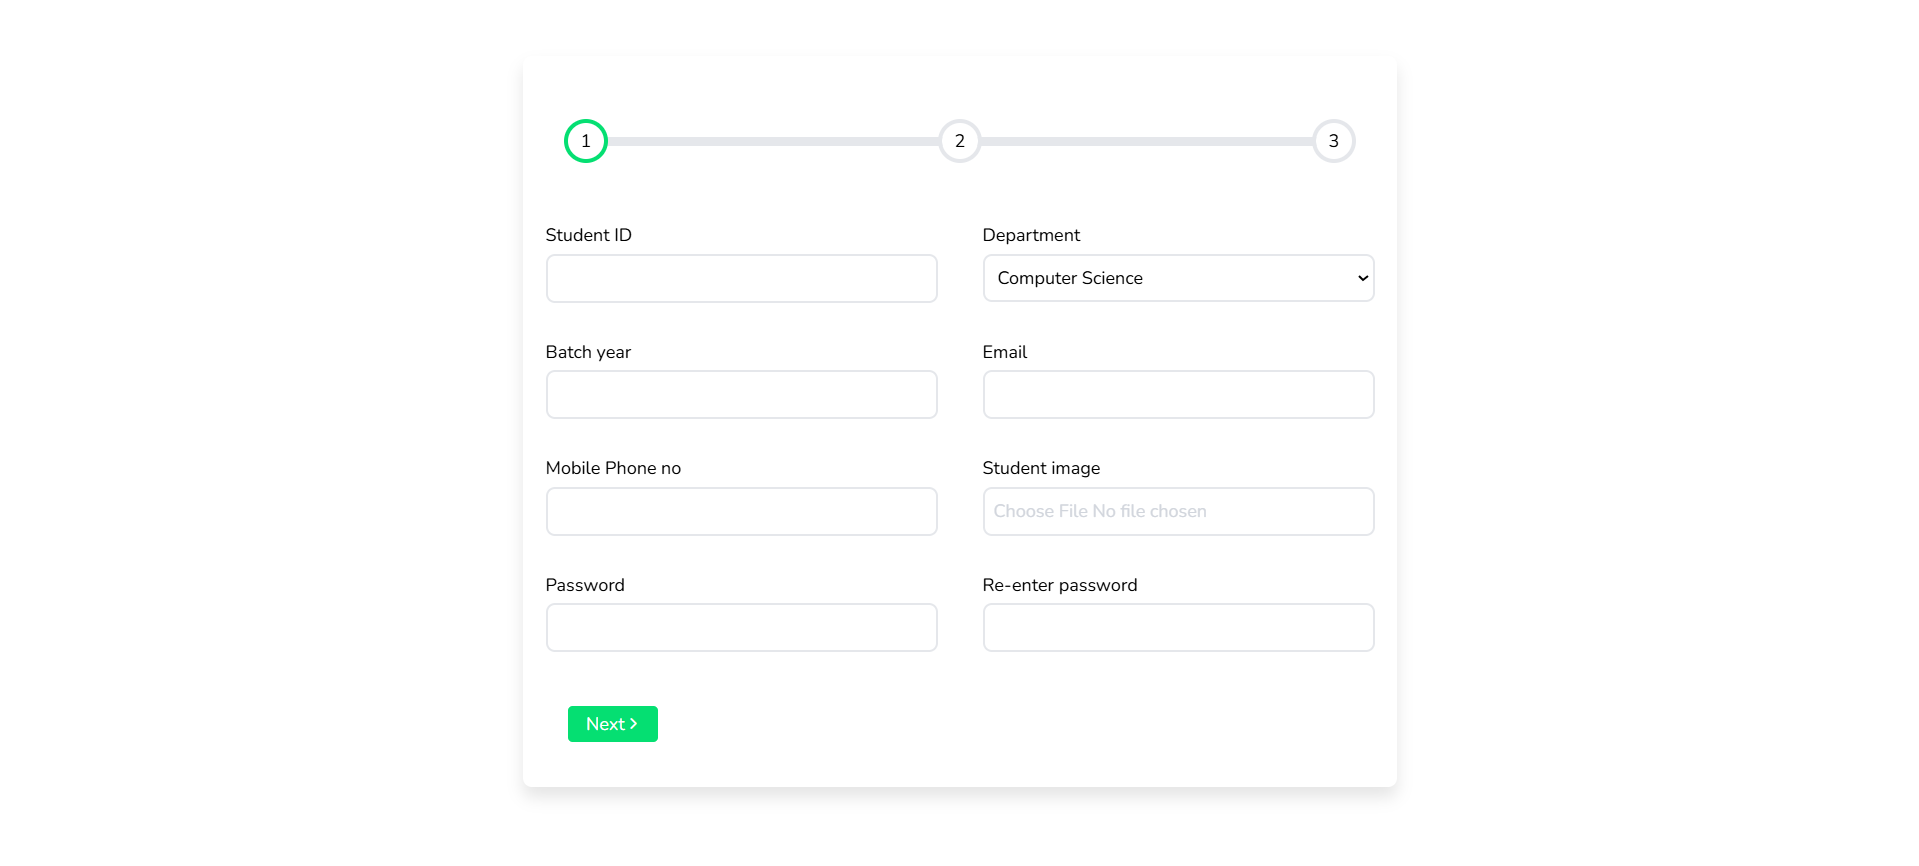 1 2 3
Student ID
Department
Computer Science
Batch year
Email
Mobile Phone no
Student image
Choose File No file chosen
Password
Re-enter password
Next